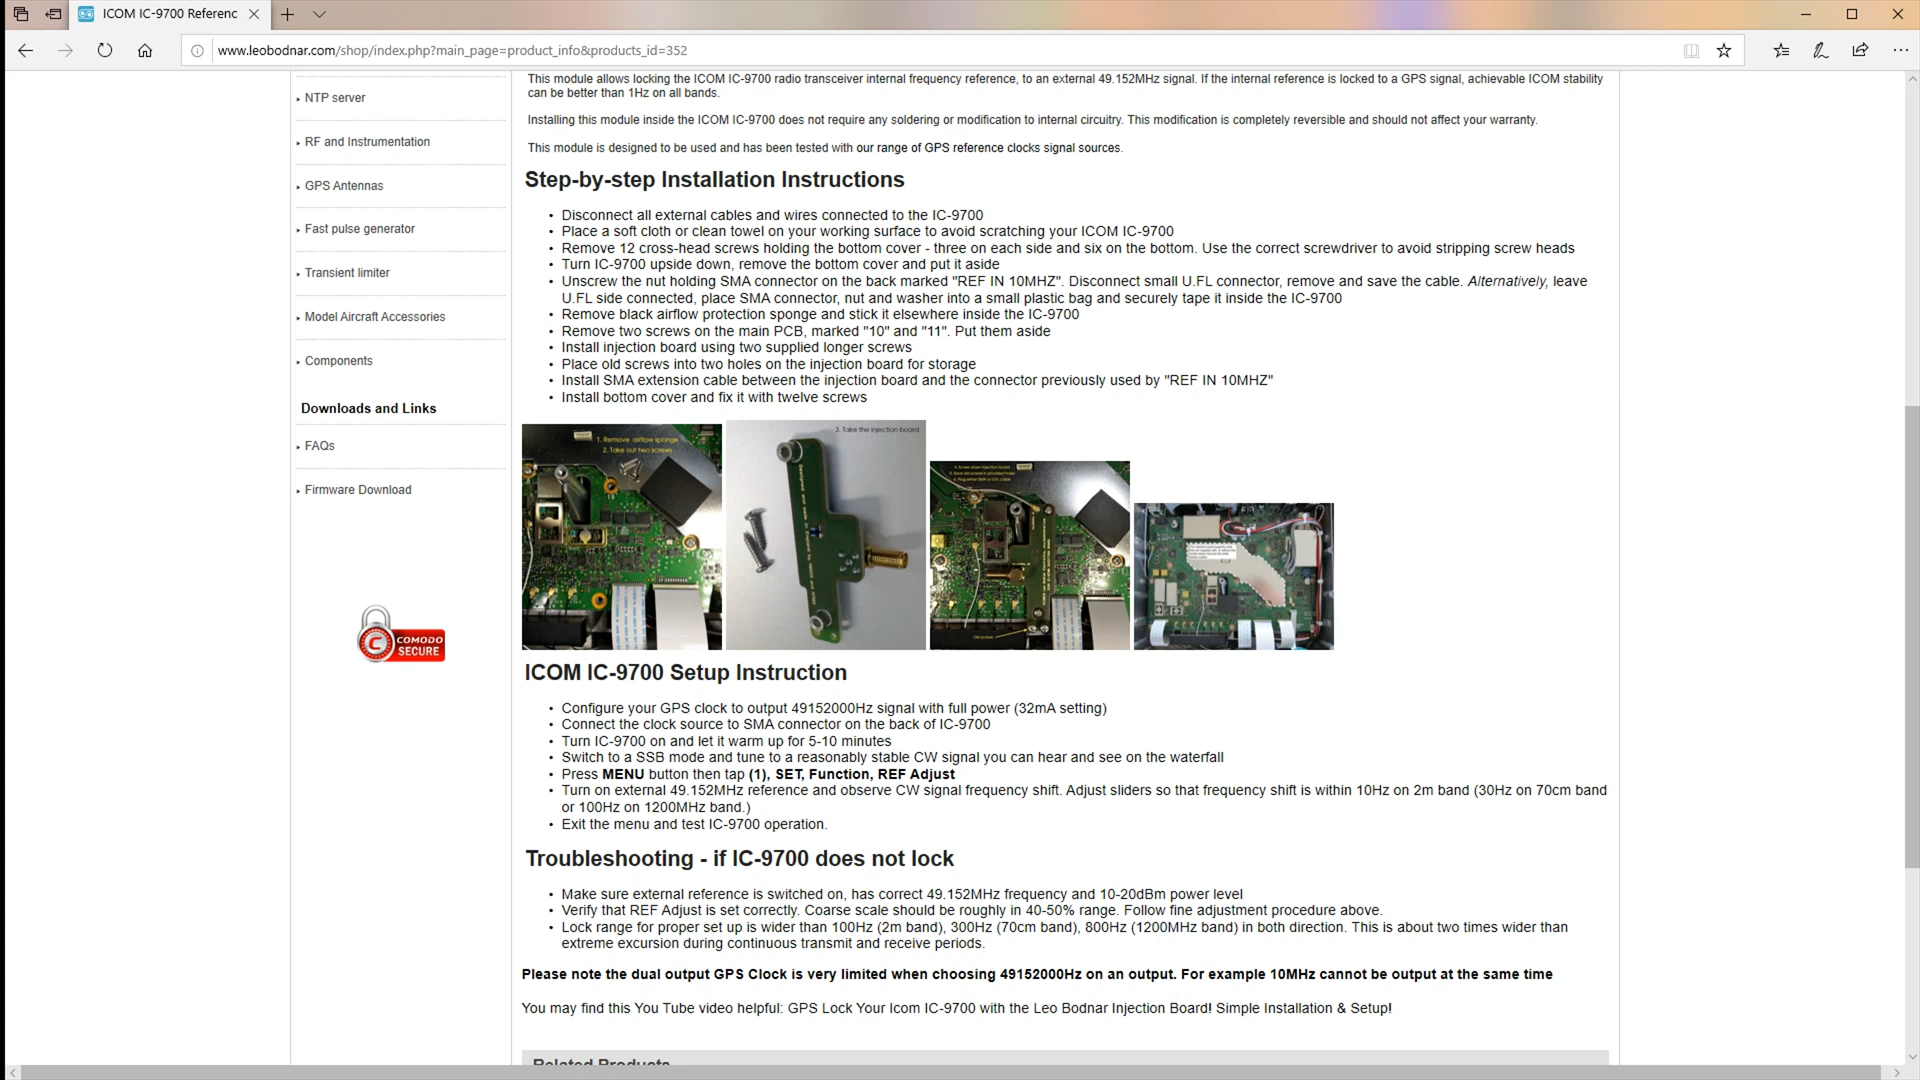 ICOM IC-9700 Referenc
www.leobodnar.com/shop/index.php?main_page=product_info&products_id=352
NTP server
RF and Instrumentation
GPS Antennas
Fast pulse generator
Transient limiter
Model Aircraft Accessories
Components
Downloads and Links
FAQs
Firmware Download
COMODO
SECURE
This module allows locking the ICOM IC-9700 radio transceiver internal frequency reference, to an external 49.152MHz signal. If the internal reference is locked to a GPS signal, achievable ICOM stability
can be better than 1Hz on all bands.
Installing this module inside the ICOM IC-9700 does not require any soldering or modification to internal circuitry. This modification is completely reversible and should not affect your warranty.
This module is designed to be used and has been tested with our range of GPS reference clocks signal sources.
Step-by-step Installation Instructions
• Disconnect all external cables and wires connected to the IC-9700
• Place a soft cloth or clean towel on your working surface to avoid scratching your ICOM IC-9700
• Remove 12 cross-head screws holding the bottom cover - three on each side and six on the bottom. Use the correct screwdriver to avoid stripping screw heads
• Turn IC-9700 upside down, remove the bottom cover and put it aside
• Unscrew the nut holding SMA connector on the back marked "REF IN 10MHZ". Disconnect small U.FL connector, remove and save the cable. Alternatively, leave
U.FL side connected, place SMA connector, nut and washer into a small plastic bag and securely tape it inside the IC-9700
• Remove black airflow protection sponge and stick it elsewhere inside the IC-9700
• Remove two screws on the main PCB, marked "10" and "11". Put them aside
• Install injection board using two supplied longer screws
• Place old screws into two holes on the injection board for storage
• Install SMA extension cable between the injection board and the connector previously used by "REF IN 10MHZ"
• Install bottom cover and fix it with twelve screws
1. Remove airflow sponge
2. Take out two screws
3. Take the injection board
ICOM IC-9700 Setup Instruction
• Configure your GPS clock to output 49152000Hz signal with full power (32mA setting)
• Connect the clock source to SMA connector on the back of IC-9700
• Turn IC-9700 on and let it warm up for 5-10 minutes
• Switch to a SSB mode and tune to a reasonably stable CW signal you can hear and see on the waterfall
• Press MENU button then tap (1), SET, Function, REF Adjust
• Turn on external 49.152MHz reference and observe CW signal frequency shift. Adjust sliders so that frequency shift is within 10Hz on 2m band (30Hz on 70cm band
or 100Hz on 1200MHz band.)
• Exit the menu and test IC-9700 operation.
Troubleshooting - if IC-9700 does not lock
• Make sure external reference is switched on, has correct 49.152MHz frequency and 10-20dBm power level
• Verify that REF Adjust is set correctly. Coarse scale should be roughly in 40-50% range. Follow fine adjustment procedure above.
• Lock range for proper set up is wider than 100Hz (2m band), 300Hz (70cm band), 800Hz (1200MHz band) in both direction. This is about two times wider than
extreme excursion during continuous transmit and receive periods.
Please note the dual output GPS Clock is very limited when choosing 49152000Hz on an output. For example 10MHz cannot be output at the same time
You may find this You Tube video helpful: GPS Lock Your Icom IC-9700 with the Leo Bodnar Injection Board! Simple Installation & Setup!
Related Products